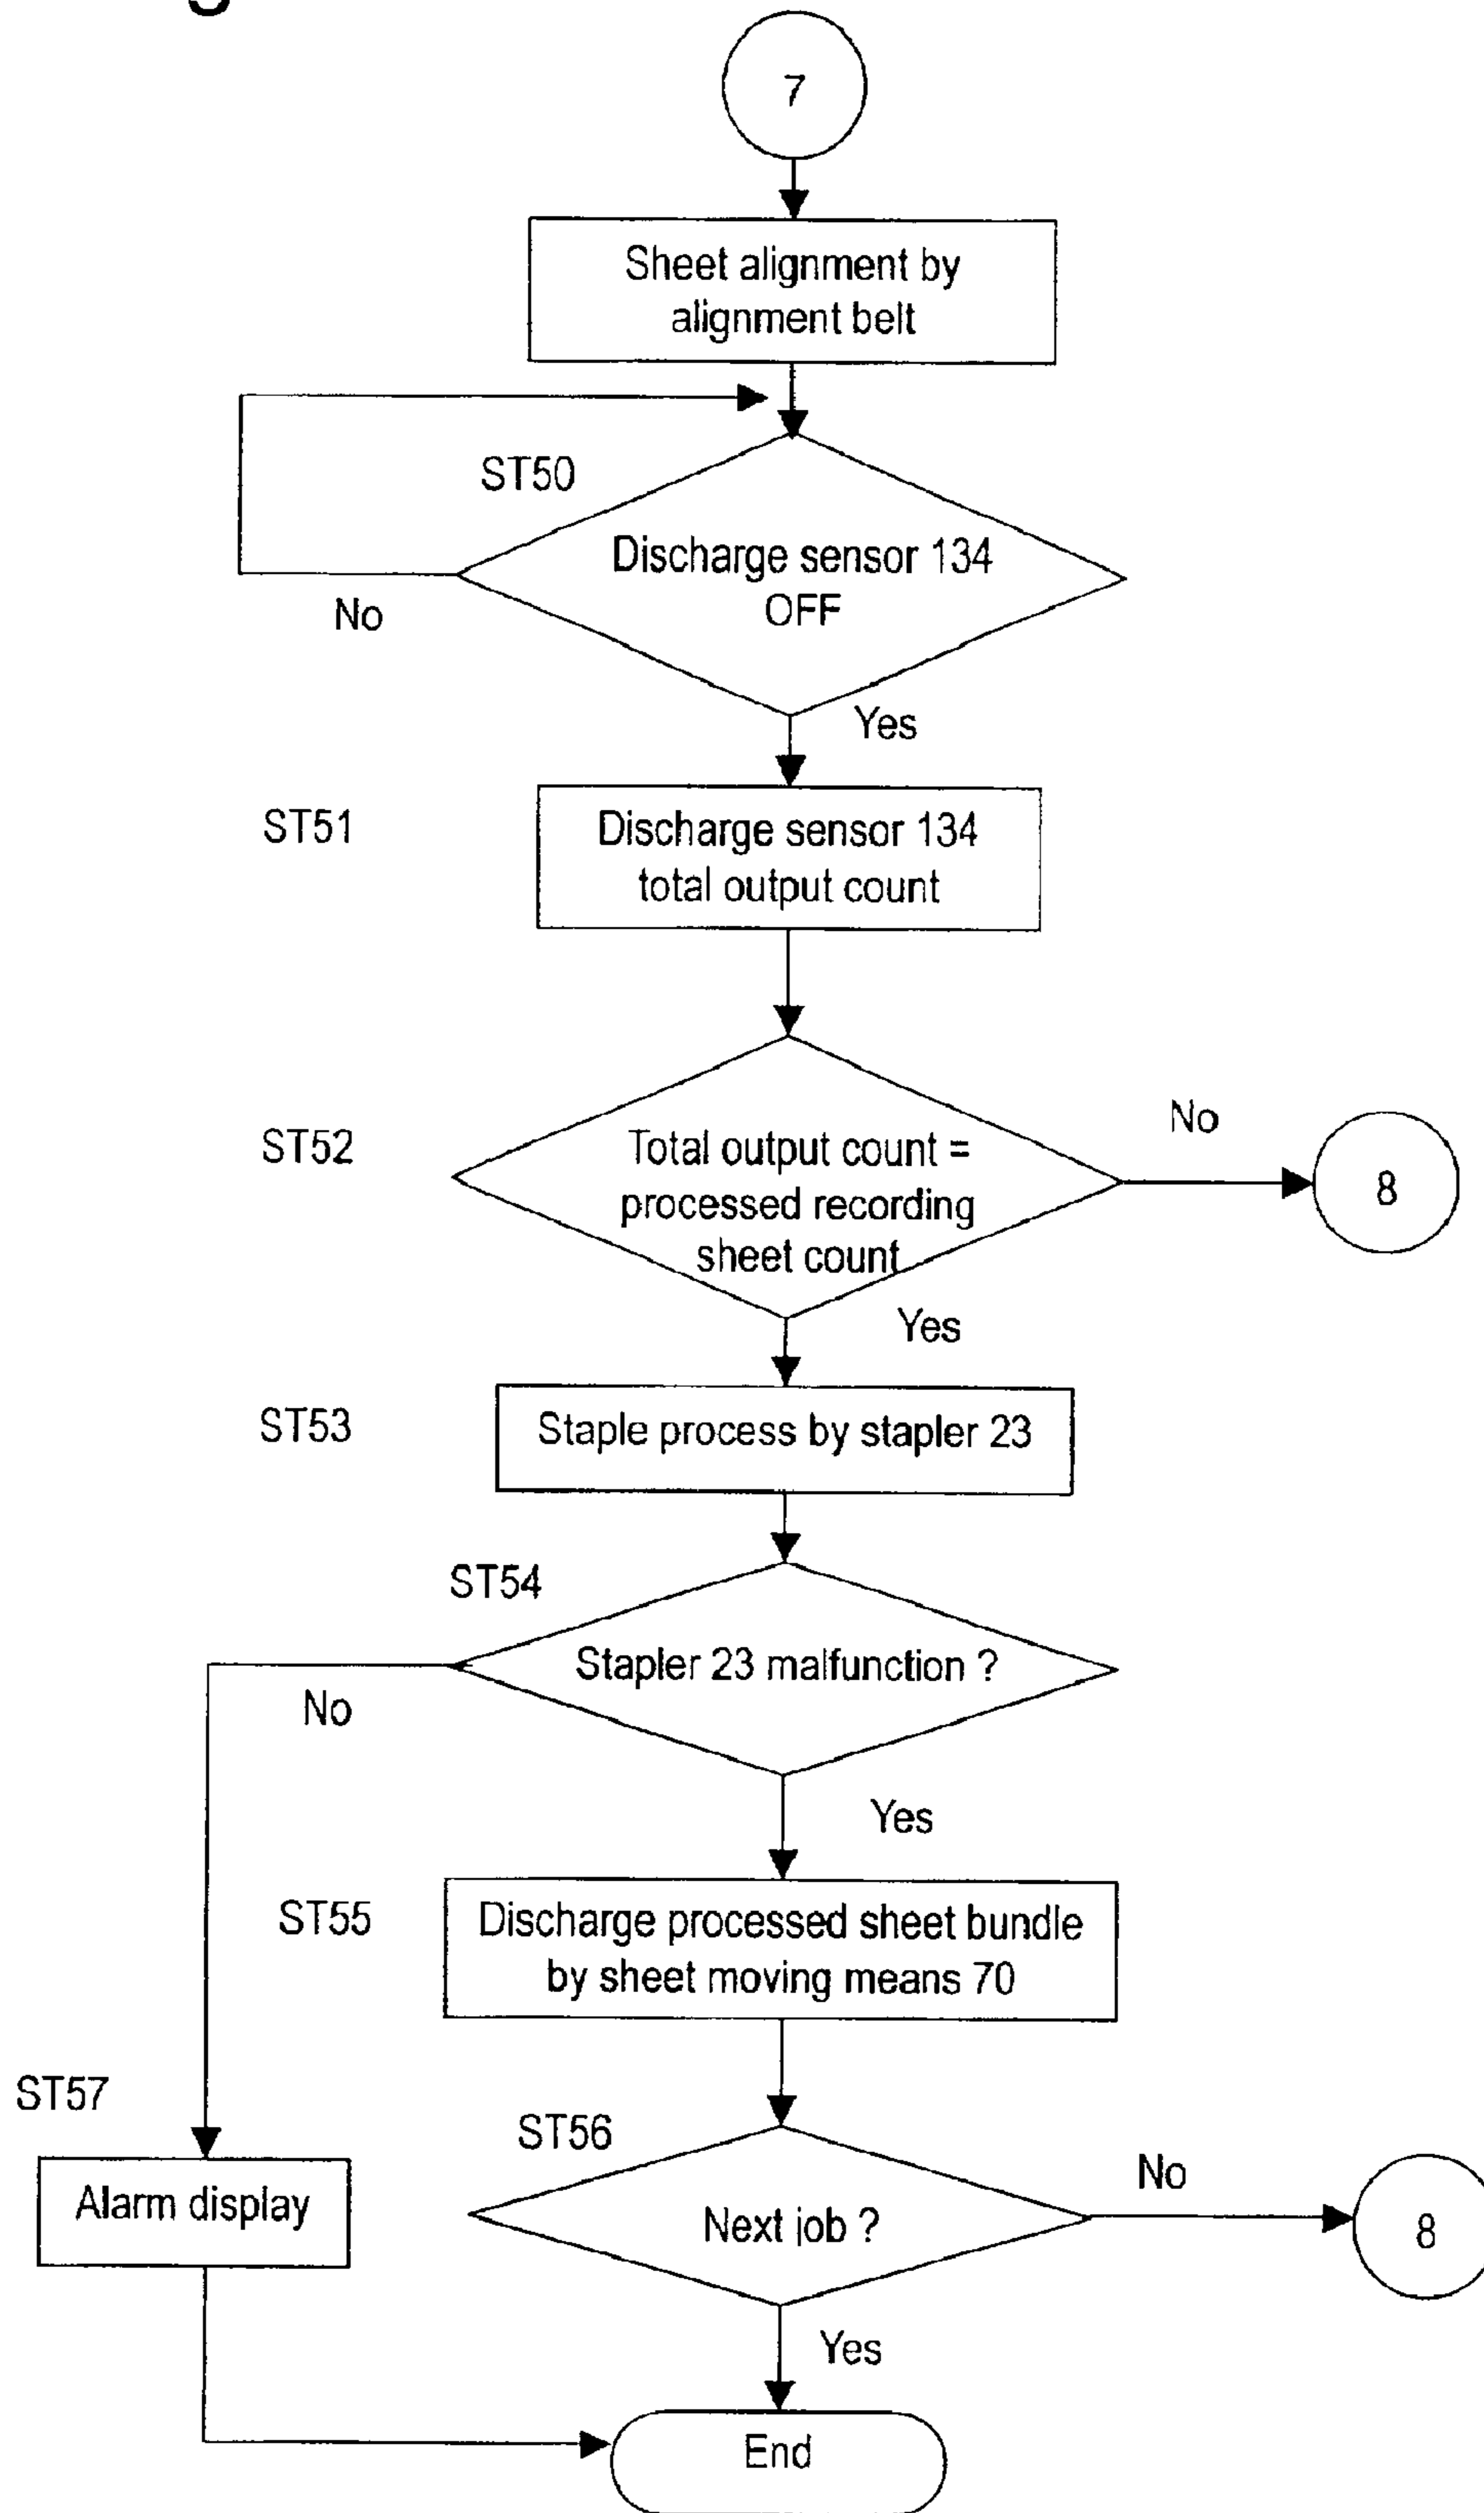 7
Sheet alignment by
alignment belt
ST50
Discharge sensor 134
OFF
No
Yes
ST51
Discharge sensor 134
total output count
ST52
Total output count =
processed recording
sheet count
No
8
Yes
ST53
Staple process by stapler 23
ST54
Stapler 23 malfunction ?
No
Yes
ST55
Discharge processed sheet bundle
by sheet moving means 70
ST57
Alarm display
ST56
Next job ?
No
8
Yes
End